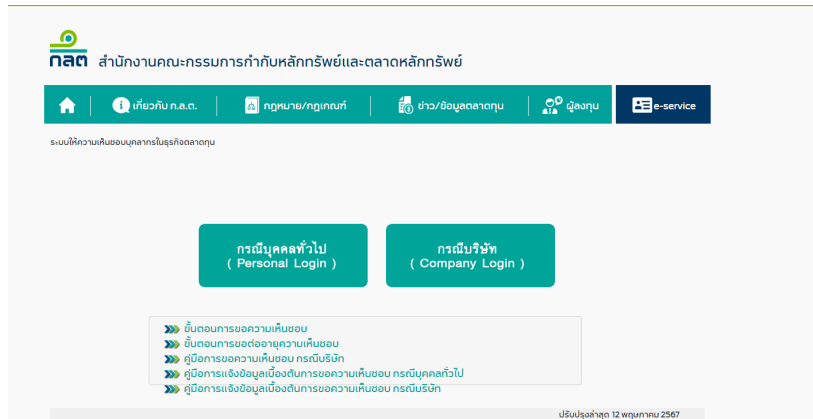 กลต สำนักงานคณะกรรมการกำกับหลักทรัพย์และตลาดหลักทรัพย์
เกี่ยวกับ ก.ล.ต. กฎหมาย/กฎเกณฑ์ ข่าว/ข้อมูลตลาดทุน ผู้ลงทุน e-service
ระบบให้ความเห็นชอบบุคลากรในธุรกิจตลาดทุน
กรณีบุคคลทั่วไป กรณีบริษัท
( Personal Login ) ( Company Login )
ขั้นตอนการขอความเห็นชอบ
ขั้นตอนการขอต่ออายุความเห็นชอบ
คู่มือการขอความเห็นชอบ กรณีบริษัท
คู่มือการแจ้งข้อมูลเบื้องต้นการขอความเห็นชอบ กรณีบุคคลทั่วไป
คู่มือการแจ้งข้อมูลเบื้องต้นการขอความเห็นชอบ กรณีบริษัท
ปรับปรุงล่าสุด 12 พฤษภาคม 2567